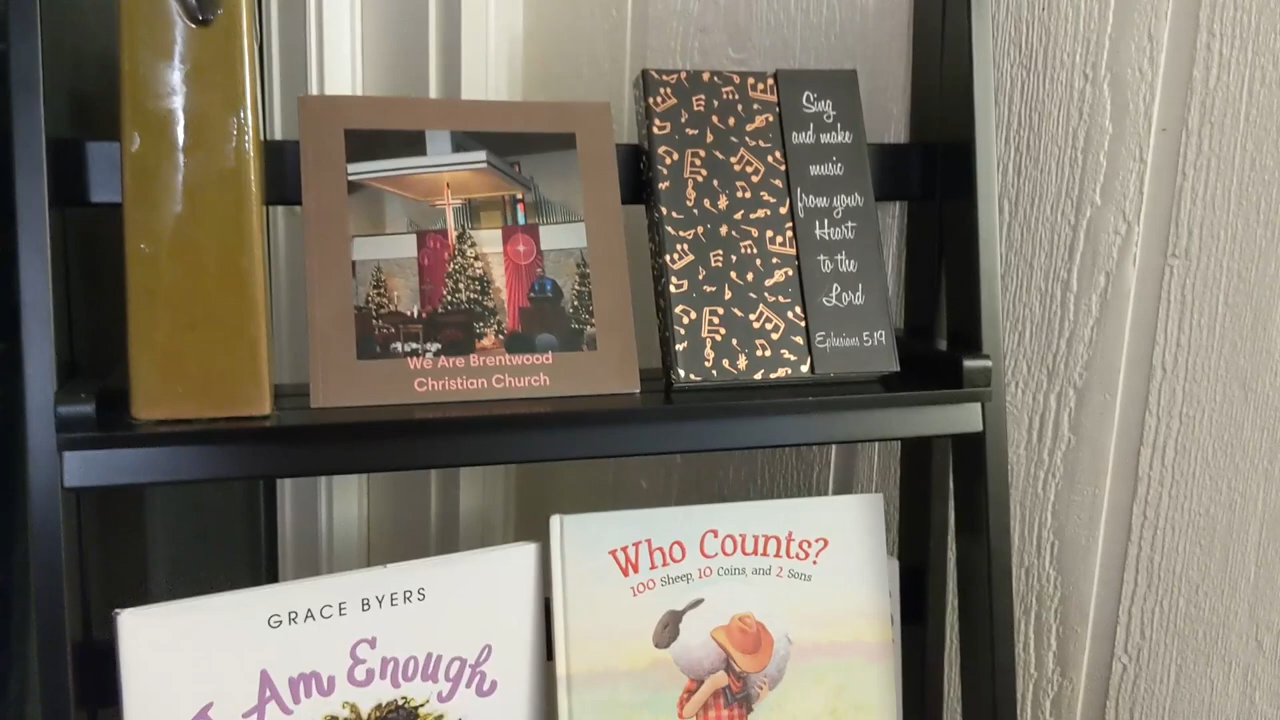 We Are Brentwood
Christian Church
Sing
and make
music
from your
Heart
to the
Lord
Ephesians 5:19
GRACE BYERS
I Am Enough
Who Counts?
100 Sheep, 10 Coins, and 2 Sons